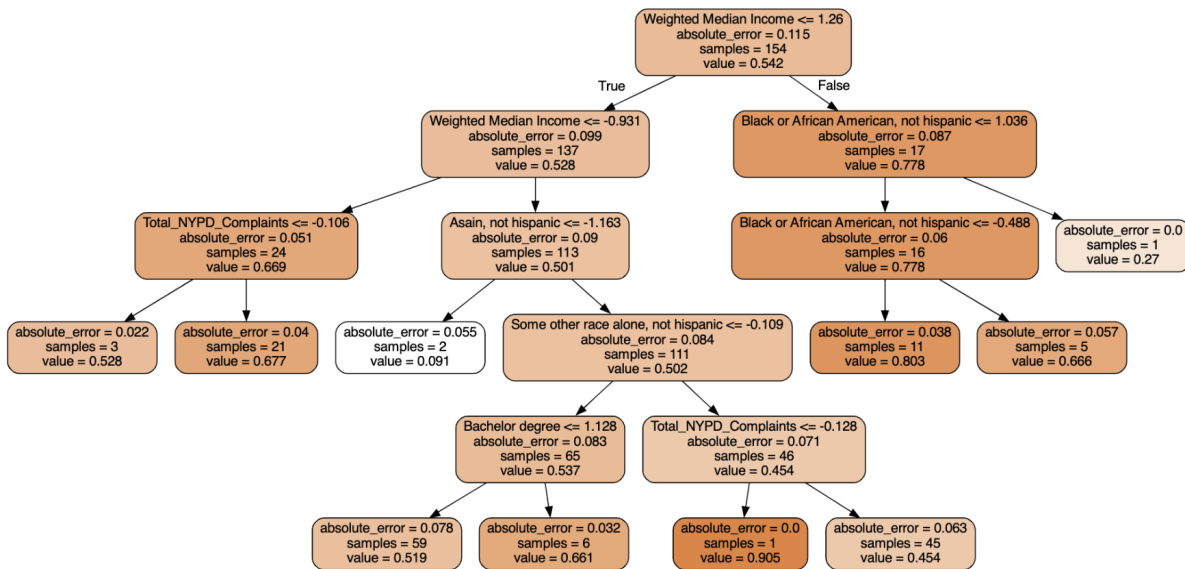 Weighted Median Income <= 1.26
absolute_error = 0.115
samples = 154
value = 0.542
True
False
Weighted Median Income <= -0.931
absolute_error = 0.099
samples = 137
value = 0.528
Black or African American, not hispanic <= 1.036
absolute_error = 0.087
samples = 17
value = 0.778
Total_NYPD_Complaints <= -0.106
absolute_error = 0.051
samples = 24
value = 0.669
Asain, not hispanic <= -1.163
absolute_error = 0.09
samples = 113
value = 0.501
Black or African American, not hispanic <= -0.488
absolute_error = 0.06
samples = 16
value = 0.778
absolute_error = 0.0
samples = 1
value = 0.27
absolute_error = 0.022
samples = 3
value = 0.528
absolute_error = 0.04
samples = 21
value = 0.677
absolute_error = 0.055
samples = 2
value = 0.091
Some other race alone, not hispanic <= -0.109
absolute_error = 0.084
samples = 111
value = 0.502
absolute_error = 0.038
samples = 11
value = 0.803
absolute_error = 0.057
samples = 5
value = 0.666
Bachelor degree <= 1.128
absolute_error = 0.083
samples = 65
value = 0.537
Total_NYPD_Complaints <= -0.128
absolute_error = 0.071
samples = 46
value = 0.454
absolute_error = 0.078
samples = 59
value = 0.519
absolute_error = 0.032
samples = 6
value = 0.661
absolute_error = 0.0
samples = 1
value = 0.905
absolute_error = 0.063
samples = 45
value = 0.454